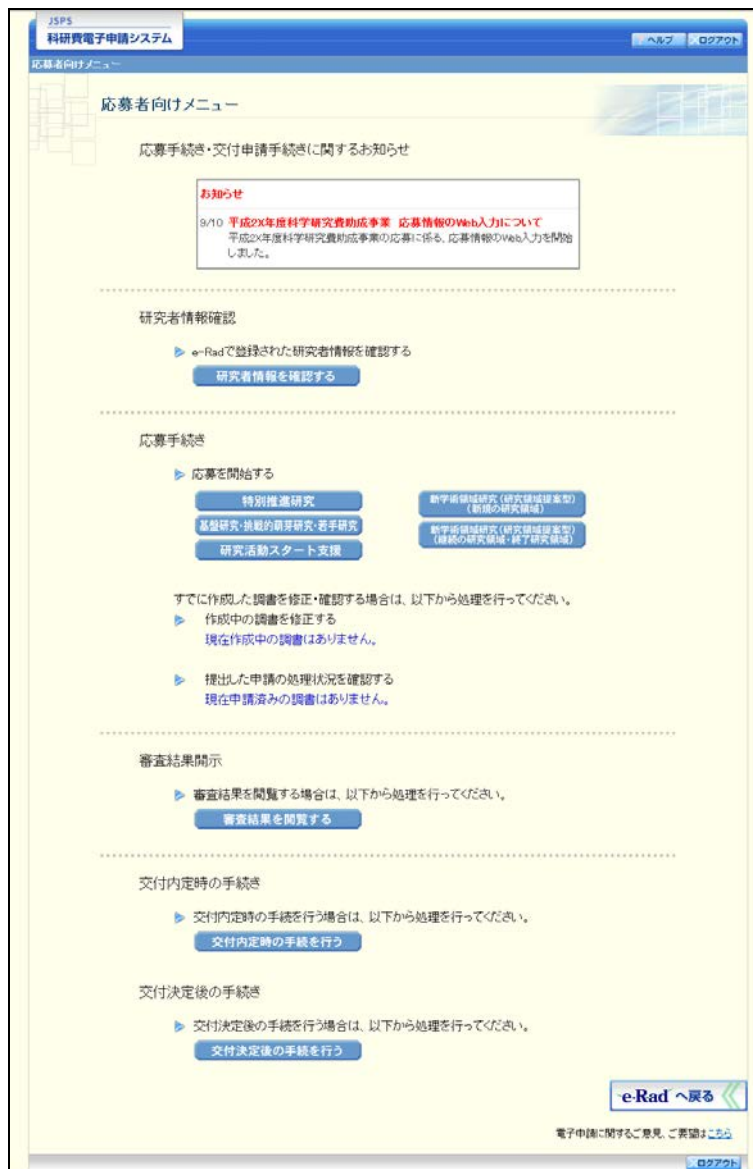 JSPS
科研費電子申請システム
ヘルプ
ログアウト
応募者向けメニュー
応募者向けメニュー
応募手続き・交付申請手続きに関するお知らせ
お知らせ
9/10 平成2X年度科学研究費助成事業 応募情報のWeb入力について
平成2X年度科学研究費助成事業の応募に係る、応募情報のWeb入力を開始
しました。
研究者情報確認
e-Radで登録された研究者情報を確認する
研究者情報を確認する
応募手続き
応募を開始する
特別推進研究
新学術領域研究(研究領域提案型)
(新規の研究領域)
基盤研究・挑戦的萌芽研究・若手研究
新学術領域研究(研究領域提案型)
(継続の研究領域・終了研究領域)
研究活動スタート支援
すでに作成した調書を修正・確認する場合は、以下から処理を行ってください。
作成中の調書を修正する
現在作成中の調書はありません。
提出した申請の処理状況を確認する
現在申請済みの調書はありません。
審査結果開示
審査結果を閲覧する場合は、以下から処理を行ってください。
審査結果を閲覧する
交付内定時の手続き
交付内定時の手続を行う場合は、以下から処理を行ってください。
交付内定時の手続を行う
交付決定後の手続き
交付決定後の手続を行う場合は、以下から処理を行ってください。
交付決定後の手続を行う
e-Rad へ戻る
電子申請に関するご意見、ご要望はこちら
ログアウト